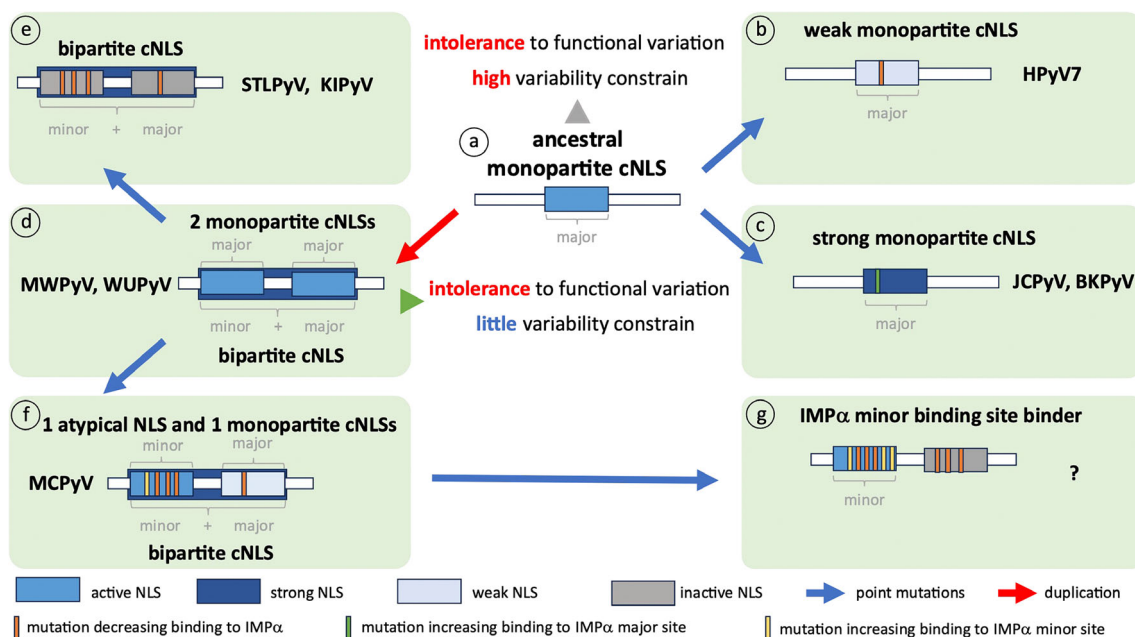 e
bipartite cNLS
STLPyV, KIPyV
minor + major
intolerance to functional variation
high variability constrain
b
weak monopartite cNLS
HPyV7
major
a
ancestral
monopartite cNLS
major
d
2 monopartite cNLSs
major major
MWPyV, WUPyV
minor + major
bipartite cNLS
intolerance to functional variation
little variability constrain
c
strong monopartite cNLS
JCPyV, BKPyV
major
f
1 atypical NLS and 1 monopartite cNLSs
minor major
MCPyV
minor + major
bipartite cNLS
g
IMPα minor binding site binder
minor
?
active NLS
strong NLS
weak NLS
inactive NLS
point mutations
duplication
mutation decreasing binding to IMPα
mutation increasing binding to IMPα major site
mutation increasing binding to IMPα minor site